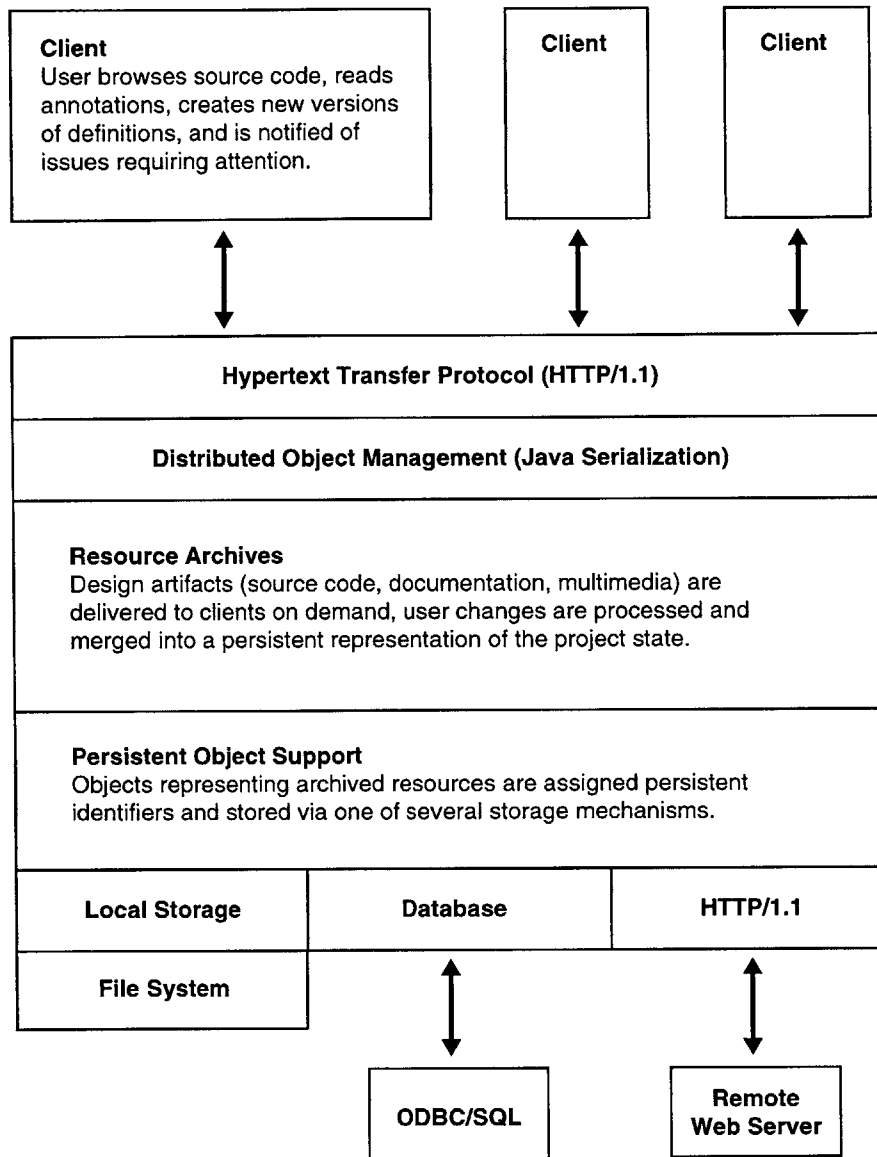 Client
User browses source code, reads
annotations, creates new versions
of definitions, and is notified of
issues requiring attention.
Client
Client
Hypertext Transfer Protocol (HTTP/1.1)
Distributed Object Management (Java Serialization)
Resource Archives
Design artifacts (source code, documentation, multimedia) are
delivered to clients on demand, user changes are processed and
merged into a persistent representation of the project state.
Persistent Object Support
Objects representing archived resources are assigned persistent
identifiers and stored via one of several storage mechanisms.
Local Storage
Database
HTTP/1.1
File System
ODBC/SQL
Remote
Web Server